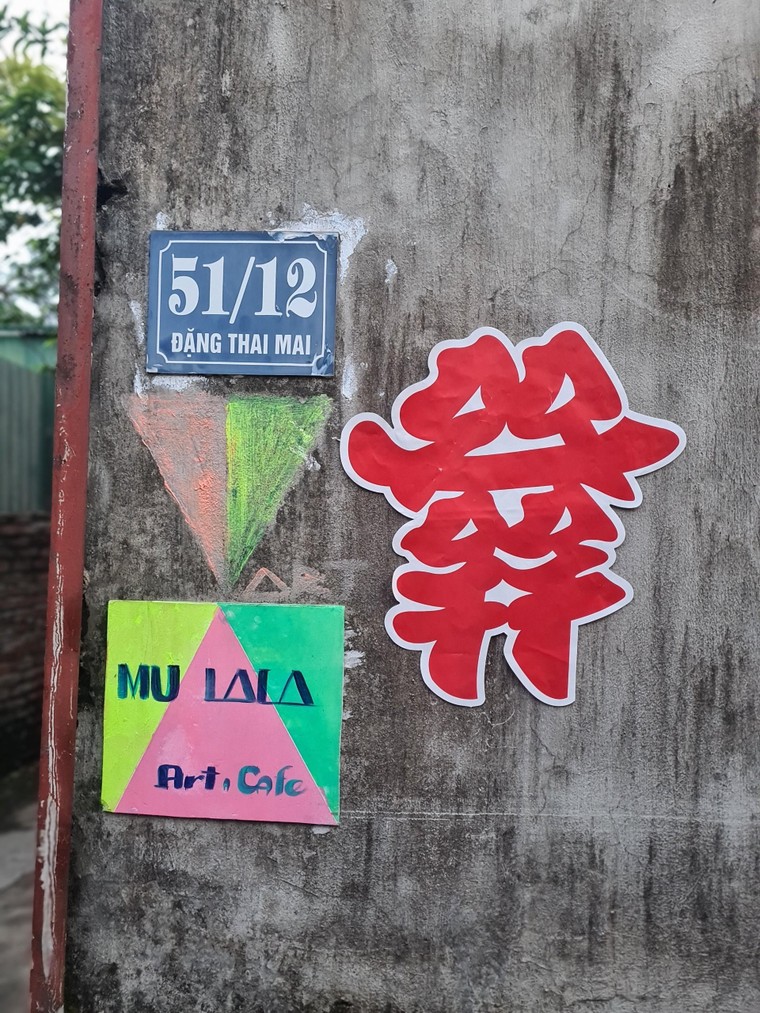 51/12
ĐẶNG THAI MAI
MU LALA
Art, Cafe